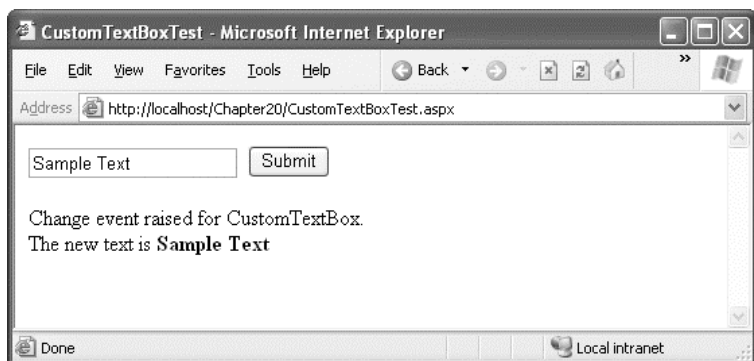 CustomTextBoxTest - Microsoft Internet Explorer
File Edit View Favorites Tools Help Back »
Address http://localhost/Chapter20/CustomTextBoxTest.aspx
Sample Text Submit
Change event raised for CustomTextBox.
The new text is Sample Text
Done Local intranet